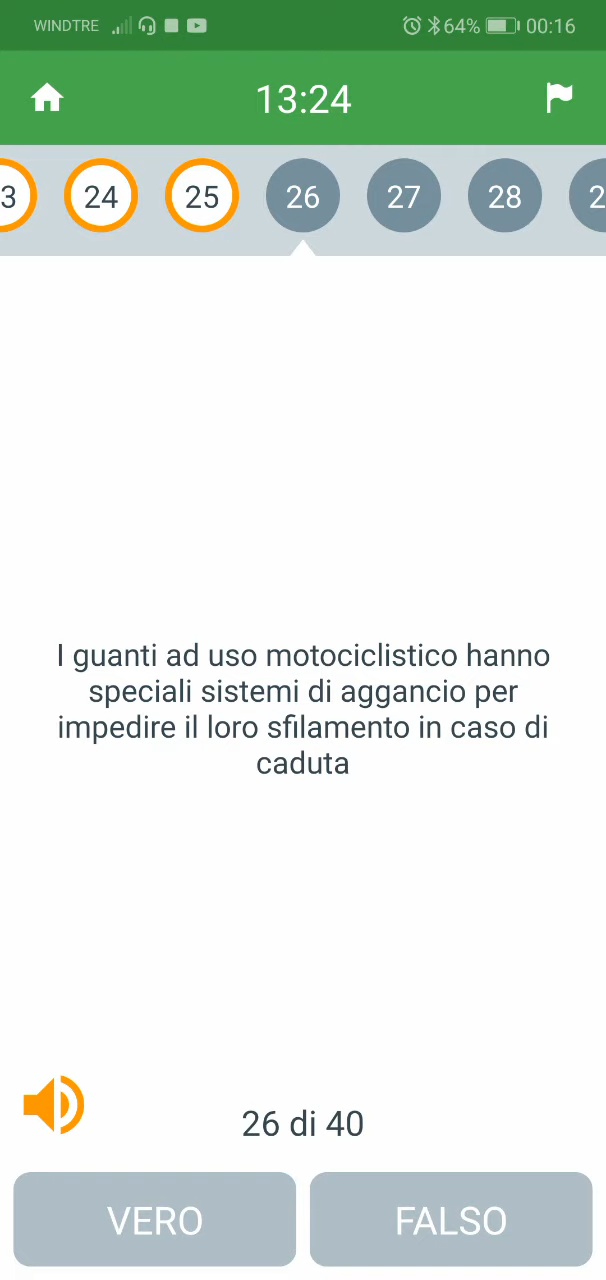 WINDTRE 64% 00:16
13:24
3 24 25 26 27 28 2
I guanti ad uso motociclistico hanno
speciali sistemi di aggancio per
impedire il loro sfilamento in caso di
caduta
26 di 40
VERO FALSO